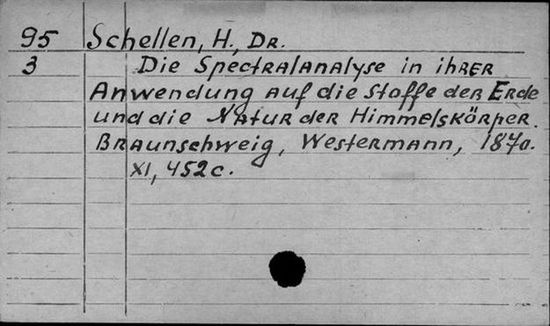 95 Schellen, H., Dr.
3 Die Spectralanalyse in ihrer
Anwendung auf die Stoffe der Erde
und die Natur der Himmelskörper.
Braunschweig, Westermann, 1870.
XI, 452 c.